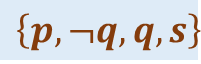 {p, ¬q, q, s}